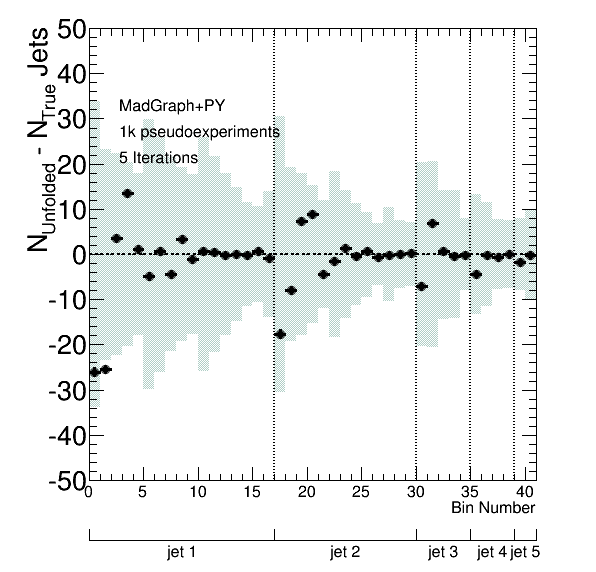 N_Unfolded - N_True Jets
50
40
30
20
10
0
-10
-20
-30
-40
-50
MadGraph+PY
1k pseudoexperiments
5 Iterations
0 5 10 15 20 25 30 35 40
Bin Number
jet 1 jet 2 jet 3 jet 4 jet 5